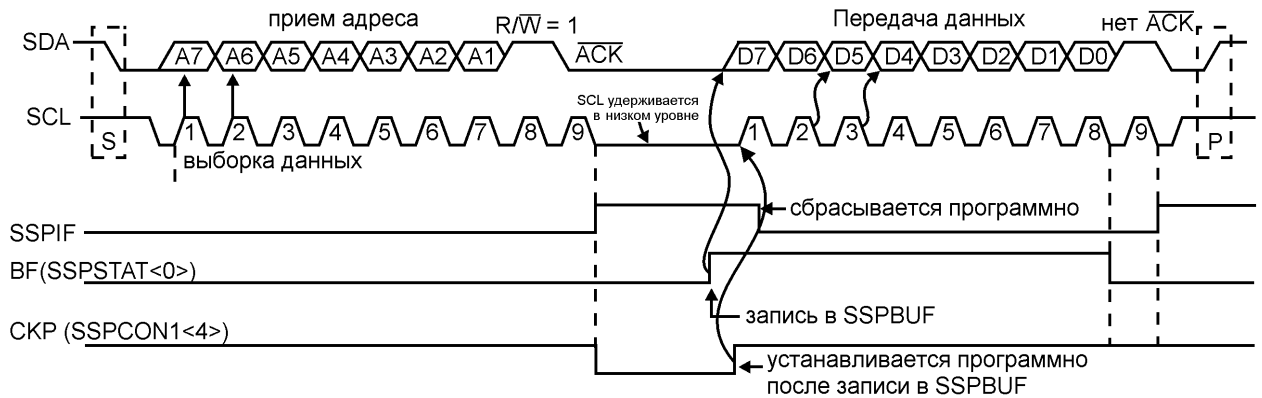 прием адреса R/W̅ = 1 Передача данных нет A̅C̅K̅
SDA A7 A6 A5 A4 A3 A2 A1 A̅C̅K̅ D7 D6 D5 D4 D3 D2 D1 D0
SCL удерживается
в низком уровне
SCL S 1 2 3 4 5 6 7 8 9 1 2 3 4 5 6 7 8 9 P
выборка данных
сбрасывается программно
SSPIF
BF(SSPSTAT<0>)
запись в SSPBUF
CKP (SSPCON1<4>)
устанавливается программно
после записи в SSPBUF